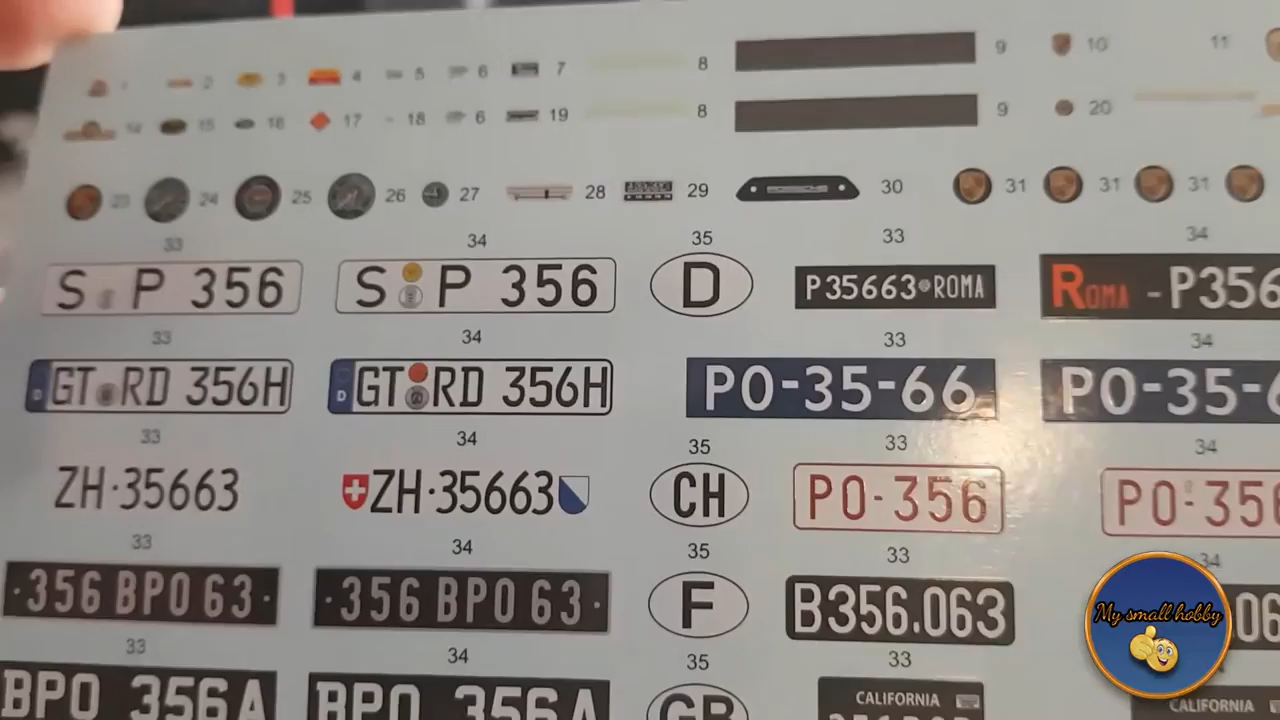 1 2 3 4 5 6 7 8 9 10 11
14 15 16 17 18 6 19 8 9 20
23 24 25 26 27 28 29 30 31 31 31
33 34 35 33 34
S P 356 S P 356 D P35663 ROMA ROMA -P356
33 34 33 34
D GT RD 356H D GT RD 356H PO-35-66 PO-35-6
33 34 35 33 34
ZH·35663 ZH·35663 CH PO-356 PO-356
33 34 35 33 34
·356 BPO 63· ·356 BPO 63· F B356.063 06
33 34 35 33
BPO 356A BPO 356A GB CALIFORNIA CALIFORNIA
My small hobby